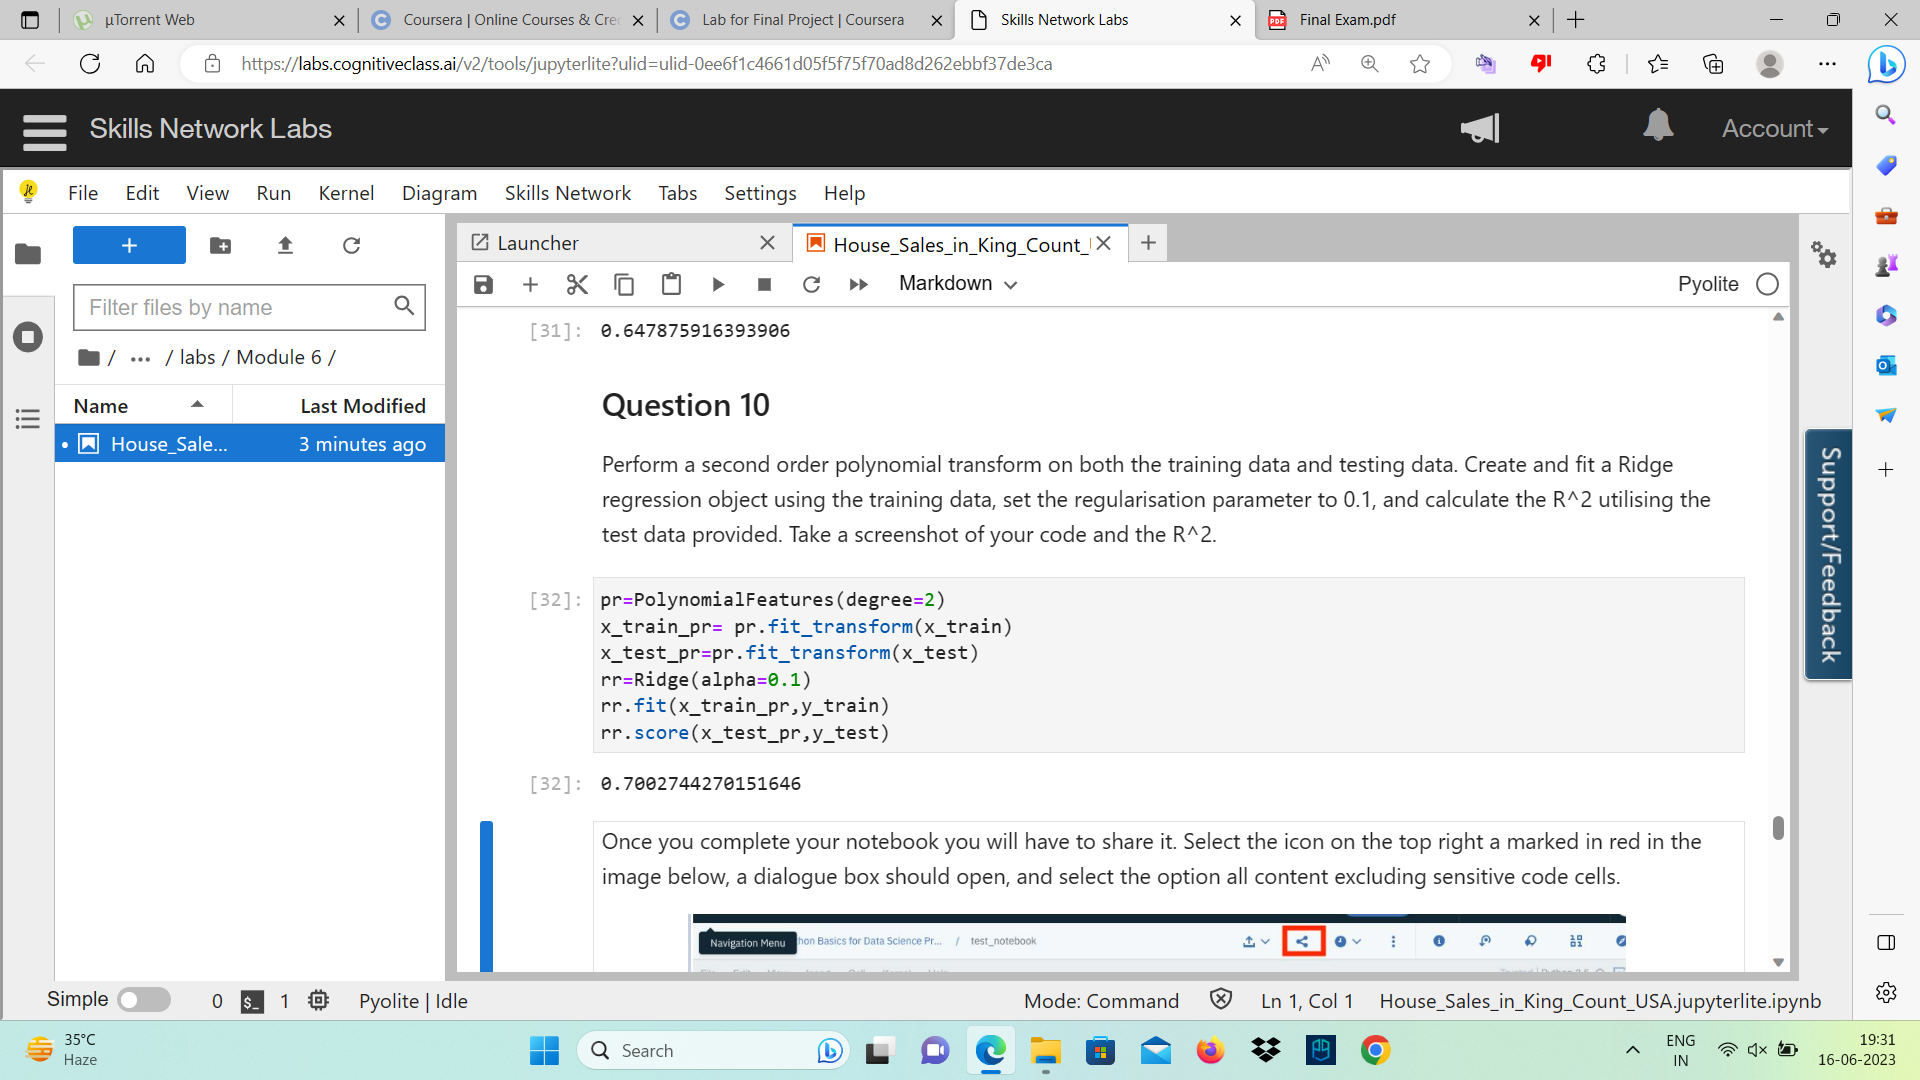 μTorrent Web
Coursera | Online Courses & Cre
Lab for Final Project | Coursera
Skills Network Labs
PDF
Final Exam.pdf
https://labs.cognitiveclass.ai/v2/tools/jupyterlite?ulid=ulid-0ee6f1c4661d05f5f75f70ad8d262ebbf37de3ca
Skills Network Labs
Account
File Edit View Run Kernel Diagram Skills Network Tabs Settings Help
Launcher
House_Sales_in_King_Count_
Filter files by name
Markdown
Pyolite
/ ... / labs / Module 6 /
Name Last Modified
House_Sale... 3 minutes ago
[31]: 0.647875916393906
Question 10
Perform a second order polynomial transform on both the training data and testing data. Create and fit a Ridge
regression object using the training data, set the regularisation parameter to 0.1, and calculate the R^2 utilising the
test data provided. Take a screenshot of your code and the R^2.
[32]: pr=PolynomialFeatures(degree=2)
x_train_pr= pr.fit_transform(x_train)
x_test_pr=pr.fit_transform(x_test)
rr=Ridge(alpha=0.1)
rr.fit(x_train_pr,y_train)
rr.score(x_test_pr,y_test)
[32]: 0.7002744270151646
Once you complete your notebook you will have to share it. Select the icon on the top right a marked in red in the
image below, a dialogue box should open, and select the option all content excluding sensitive code cells.
Navigation Menu
thon Basics for Data Science Pr... / test_notebook
Support/Feedback
Simple 0 $_ 1 Pyolite | Idle
Mode: Command Ln 1, Col 1 House_Sales_in_King_Count_USA.jupyterlite.ipynb
35°C
Haze
Search
ENG
IN
19:31
16-06-2023